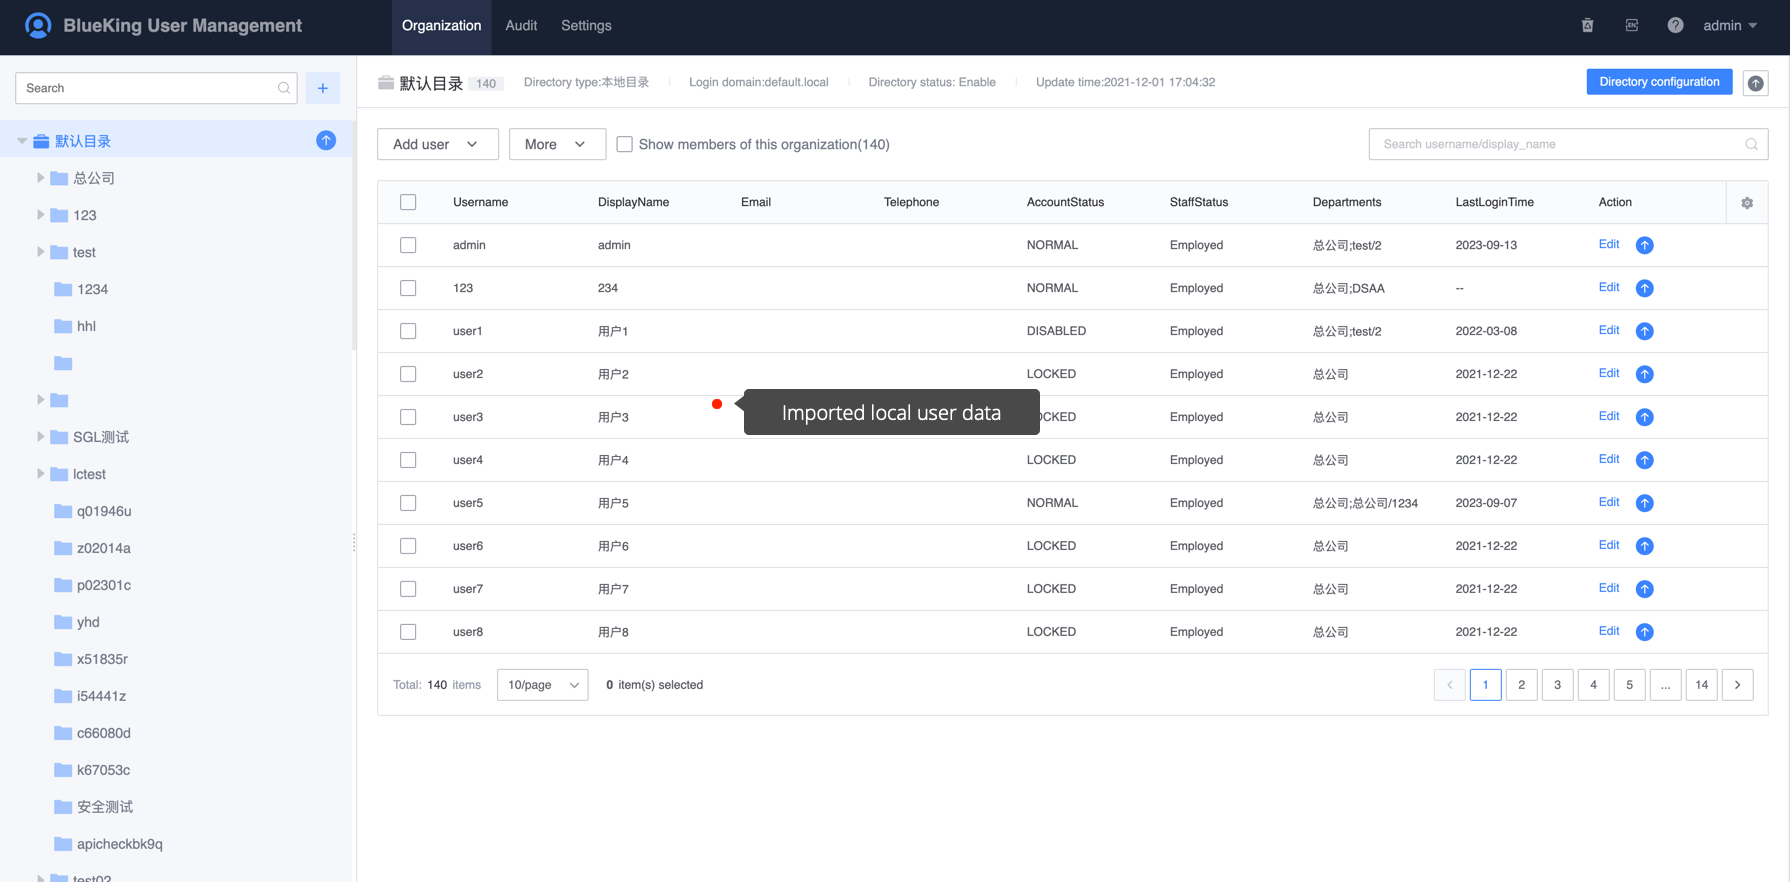 BlueKing User Management
Organization
Audit
Settings
EN
?
admin
Search
+
默认目录
总公司
123
test
1234
hhl
SGL测试
lctest
q01946u
z02014a
p02301c
yhd
x51835r
i54441z
c66080d
k67053c
安全测试
apicheckbk9q
test02
默认目录 140
Directory type:本地目录
Login domain:default.local
Directory status: Enable
Update time:2021-12-01 17:04:32
Directory configuration
Add user
More
Show members of this organization(140)
Search username/display_name
Username DisplayName Email Telephone AccountStatus StaffStatus Departments LastLoginTime Action
admin admin NORMAL Employed 总公司;test/2 2023-09-13 Edit
123 234 NORMAL Employed 总公司;DSAA -- Edit
user1 用户1 DISABLED Employed 总公司;test/2 2022-03-08 Edit
user2 用户2 LOCKED Employed 总公司 2021-12-22 Edit
Imported local user data
user3 用户3 OCKED Employed 总公司 2021-12-22 Edit
user4 用户4 LOCKED Employed 总公司 2021-12-22 Edit
user5 用户5 NORMAL Employed 总公司;总公司/1234 2023-09-07 Edit
user6 用户6 LOCKED Employed 总公司 2021-12-22 Edit
user7 用户7 LOCKED Employed 总公司 2021-12-22 Edit
user8 用户8 LOCKED Employed 总公司 2021-12-22 Edit
Total: 140 items 10/page 0 item(s) selected < 1 2 3 4 5 ... 14 >